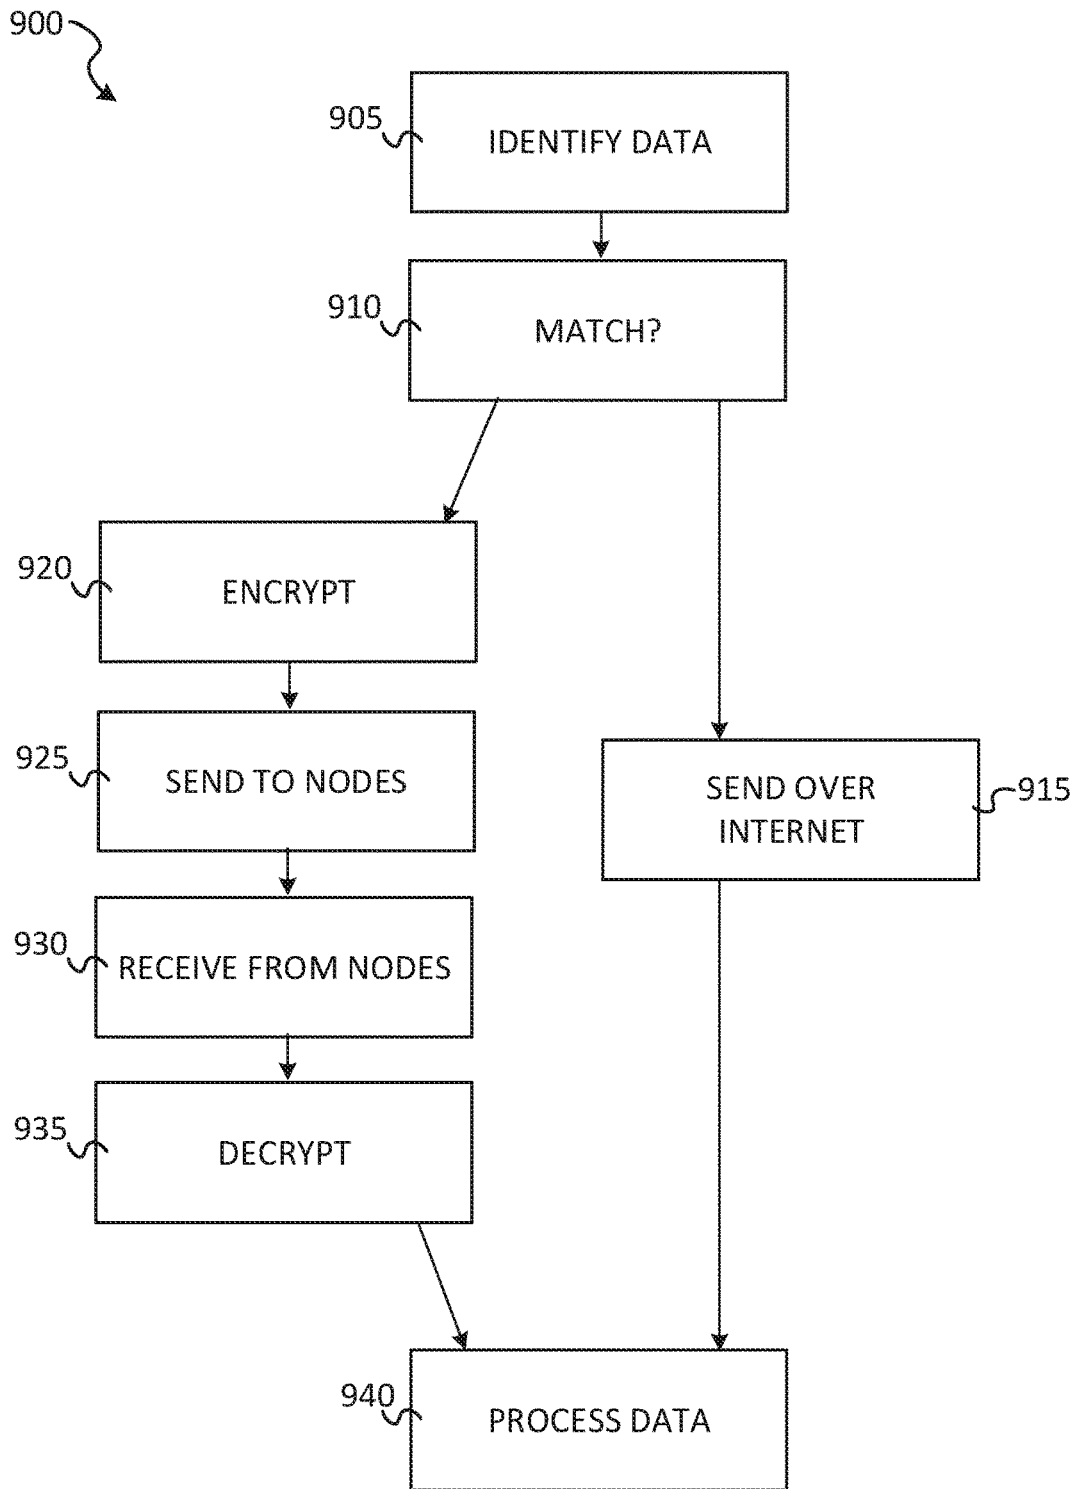 900
905
IDENTIFY DATA
910
MATCH?
920
ENCRYPT
925
SEND TO NODES
SEND OVER
INTERNET
915
930
RECEIVE FROM NODES
935
DECRYPT
940
PROCESS DATA